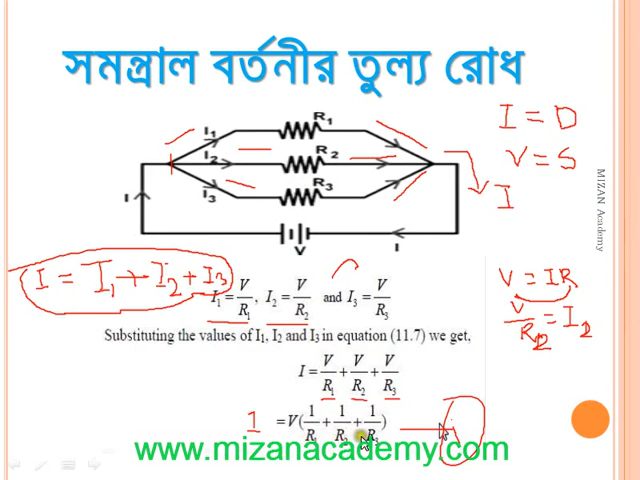 সমন্ত্রাল বর্তনীর তুল্য রোধ
R1
I1
I2
R2
I3
R3
I
I
V
I = D
V = S
I
MIZAN Academy
I = I1 + I2 + I3
V = IR
V/R2 = I2
I1 = V/R1, I2 = V/R2 and I3 = V/R3
Substituting the values of I1, I2 and I3 in equation (11.7) we get,
I = V/R1 + V/R2 + V/R3
1 = V(1/R1 + 1/R2 + 1/R3)
www.mizanacademy.com